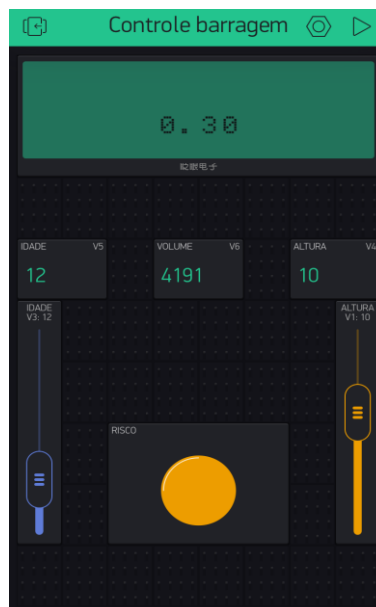 Controle barragem
0.30
IDADE V5
12
VOLUME V6
4191
ALTURA V4
10
IDADE
V3: 12
ALTURA
V1: 10
RISCO